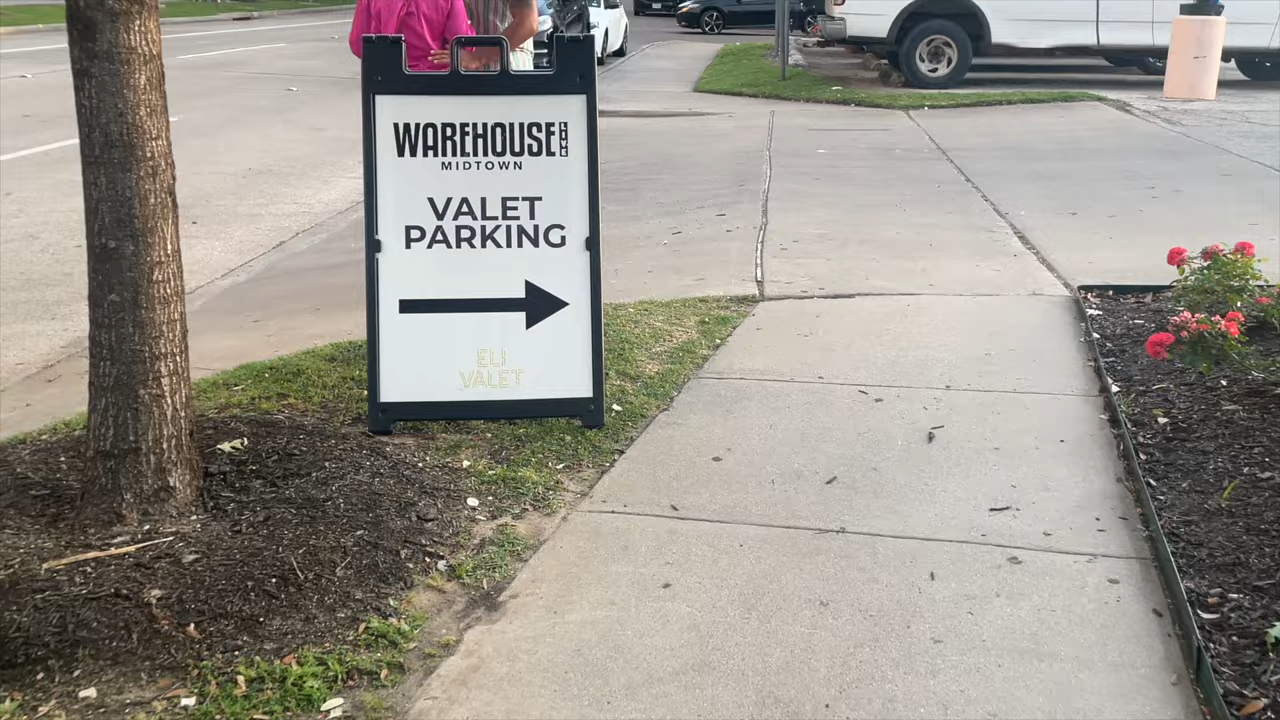 WAREHOUSE LIVE
MIDTOWN
VALET
PARKING
ELI
VALET